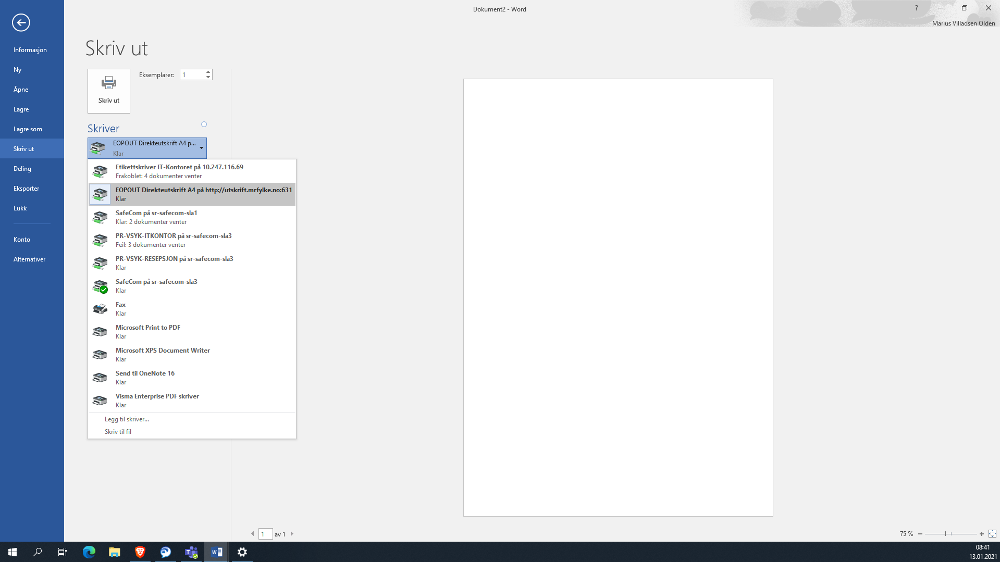 Dokument2 - Word
?
Marius Villadsen Olden
Informasjon
Ny
Åpne
Lagre
Lagre som
Skriv ut
Deling
Eksporter
Lukk
Konto
Alternativer
Skriv ut
Skriv ut
Eksemplarer:
1
Skriver
EOPOUT Direkteutskrift A4 p...
Klar
Etikettskriver IT-Kontoret på 10.247.116.69
Frakoblet: 4 dokumenter venter
EOPOUT Direkteutskrift A4 på http://utskrift.mrfylke.no:631
Klar
SafeCom på sr-safecom-sla1
Klar: 2 dokumenter venter
PR-VSYK-ITKONTOR på sr-safecom-sla3
Feil: 3 dokumenter venter
PR-VSYK-RESEPSJON på sr-safecom-sla3
Klar
SafeCom på sr-safecom-sla3
Klar
Fax
Klar
Microsoft Print to PDF
Klar
Microsoft XPS Document Writer
Klar
Send til OneNote 16
Klar
Visma Enterprise PDF skriver
Klar
Legg til skriver...
Skriv til fil
1 av 1
75 %
08:41
13.01.2021